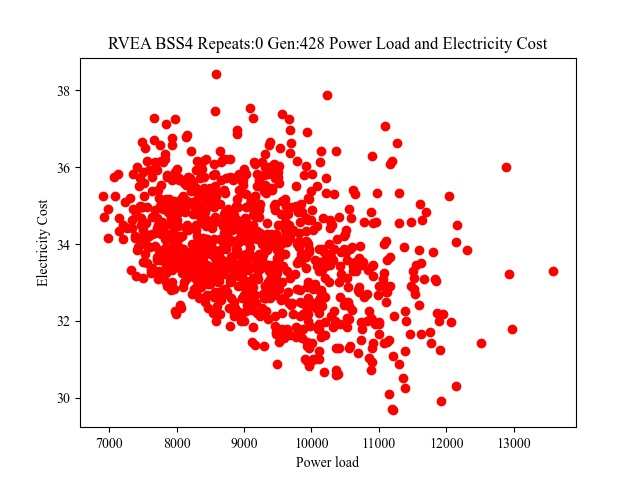 RVEA BSS4 Repeats:0 Gen:428 Power Load and Electricity Cost
38
36
34
32
30
Electricity Cost
7000 8000 9000 10000 11000 12000 13000
Power load